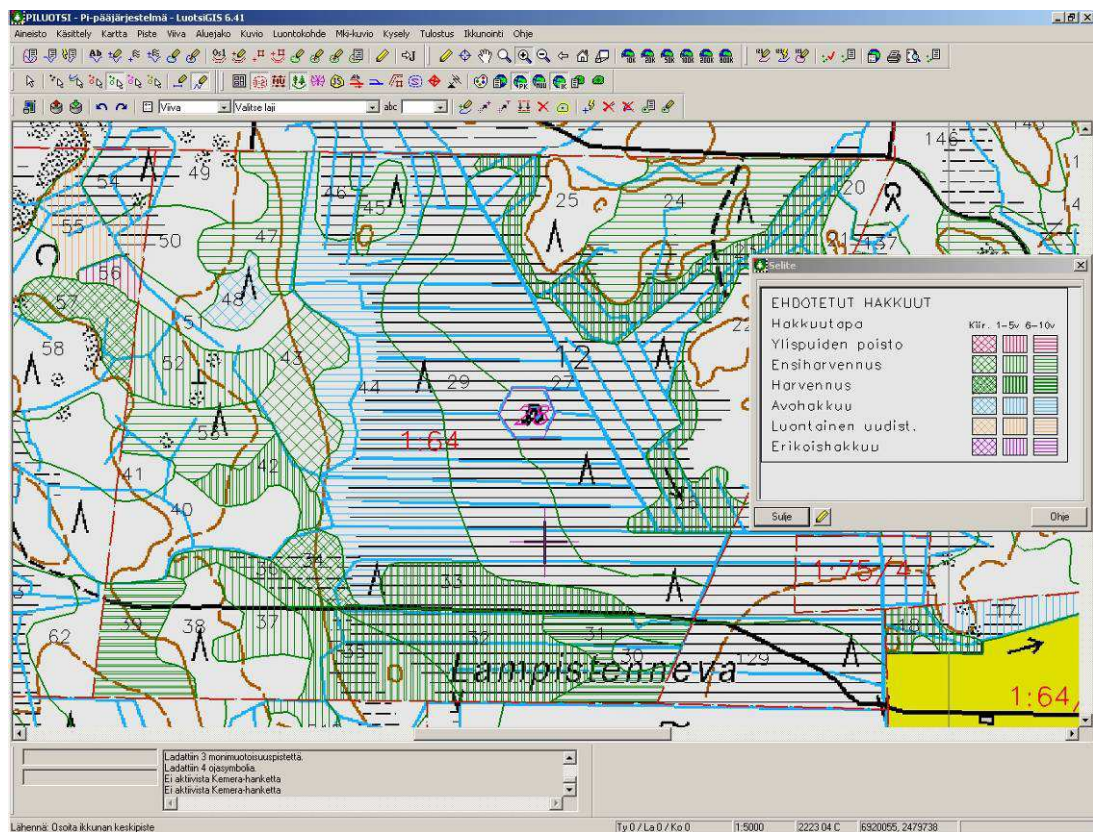 PILUOTSI - Pi-pääjärjestelmä - LuotsiGIS 6.41
Aineisto Käsittely Kartta Piste Viiva Aluejako Kuvio Luontokohde Mki-kuvio Kysely Tulostus Ikkunointi Ohje
Viiva Valitse laji abc
49
54
50
55
56
57
58
52
47
48
46
45
25
24
20
137
146
43
44
29
12
27
22
1:64
41
42
40
34
36
33
39
38
37
62
35
32
31
30
129
18
17
1:75/4
Lampistenneva
1:64
Selite
EHDOTETUT HAKKUUT
Hakkuutapa Kiir. 1-5v 6-10v
Ylispuiden poisto
Ensiharvennus
Harvennus
Avohakkuu
Luontainen uudist.
Erikoishakkuu
Sulje Ohje
Ladattiin 3 monimuotoisuuspistettä.
Ladattiin 4 ojasymbolia.
Ei aktiivista Kemera-hanketta
Ei aktiivista Kemera-hanketta
Lähennä: Osoita ikkunan keskipiste Ty 0 / La 0 / Ko 0 1:5000 2223 04 C 6920055, 2479738